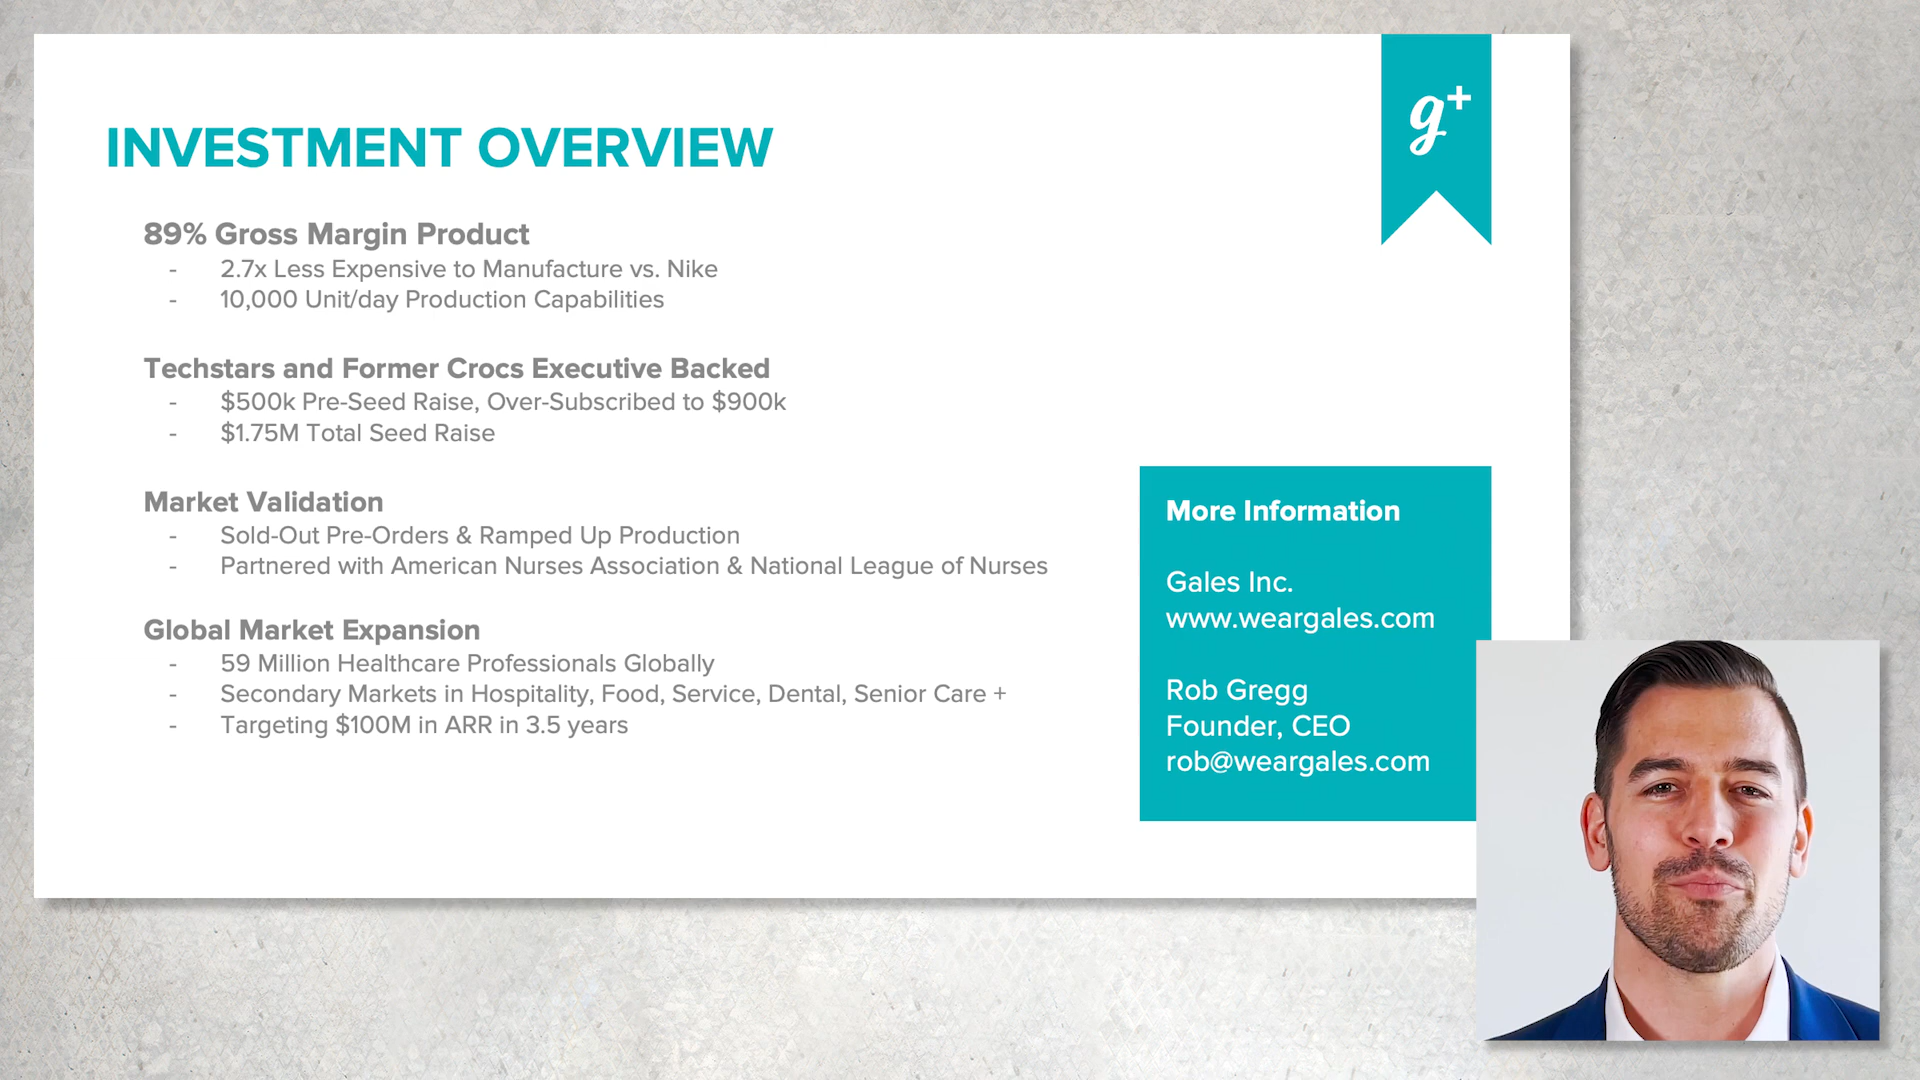 g+
INVESTMENT OVERVIEW
89% Gross Margin Product
- 2.7x Less Expensive to Manufacture vs. Nike
- 10,000 Unit/day Production Capabilities
Techstars and Former Crocs Executive Backed
- $500k Pre-Seed Raise, Over-Subscribed to $900k
- $1.75M Total Seed Raise
Market Validation
- Sold-Out Pre-Orders & Ramped Up Production
- Partnered with American Nurses Association & National League of Nurses
Global Market Expansion
- 59 Million Healthcare Professionals Globally
- Secondary Markets in Hospitality, Food, Service, Dental, Senior Care +
- Targeting $100M in ARR in 3.5 years
More Information
Gales Inc.
www.weargales.com
Rob Gregg
Founder, CEO
rob@weargales.com